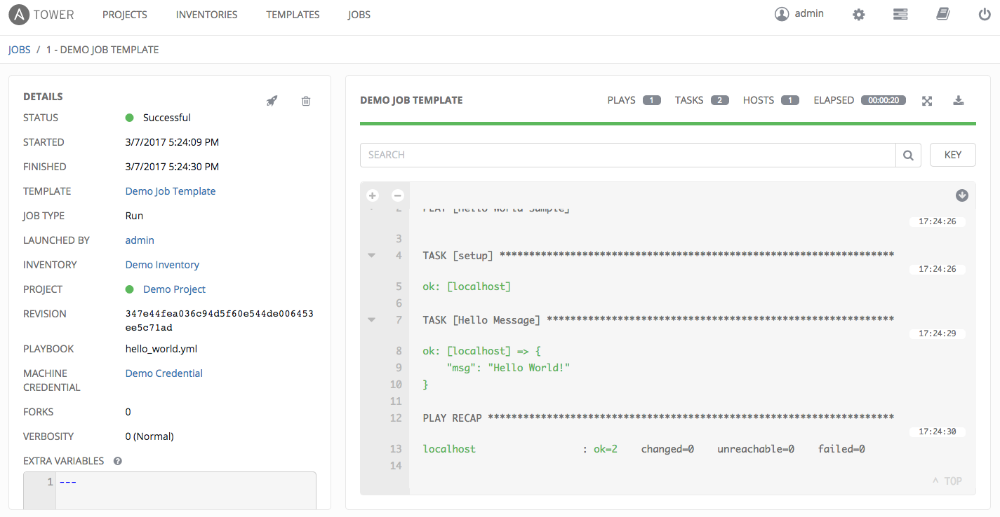 A TOWER PROJECTS INVENTORIES TEMPLATES JOBS admin
JOBS / 1 - DEMO JOB TEMPLATE
DETAILS
STATUS Successful
STARTED 3/7/2017 5:24:09 PM
FINISHED 3/7/2017 5:24:30 PM
TEMPLATE Demo Job Template
JOB TYPE Run
LAUNCHED BY admin
INVENTORY Demo Inventory
PROJECT Demo Project
REVISION 347e44fea036c94d5f60e544de006453
ee5c71ad
PLAYBOOK hello_world.yml
MACHINE Demo Credential
CREDENTIAL
FORKS 0
VERBOSITY 0 (Normal)
EXTRA VARIABLES ?
1 ---
DEMO JOB TEMPLATE PLAYS 1 TASKS 2 HOSTS 1 ELAPSED 00:00:20
SEARCH KEY
+ −
2 PLAY [Hello World Sample]
17:24:26
3
4 TASK [setup] *******************************************************************
17:24:26
5 ok: [localhost]
6
7 TASK [Hello Message] ***********************************************************
17:24:29
8 ok: [localhost] => {
9 "msg": "Hello World!"
10 }
11
12 PLAY RECAP *********************************************************************
17:24:30
13 localhost : ok=2 changed=0 unreachable=0 failed=0
14
^ TOP